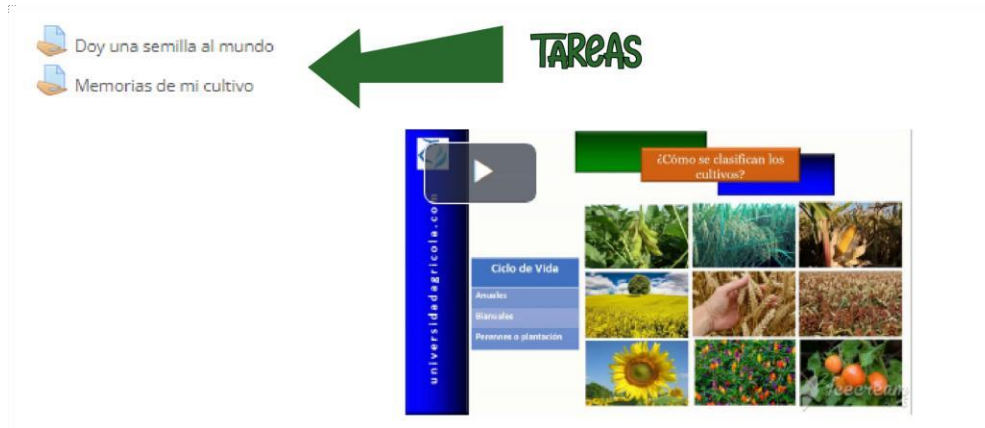 Doy una semilla al mundo
Memorias de mi cultivo
TAREAS
¿Cómo se clasifican los
cultivos?
universidadagricola.com
Ciclo de Vida
Anuales
Bianuales
Perennes o plantación
Icecream